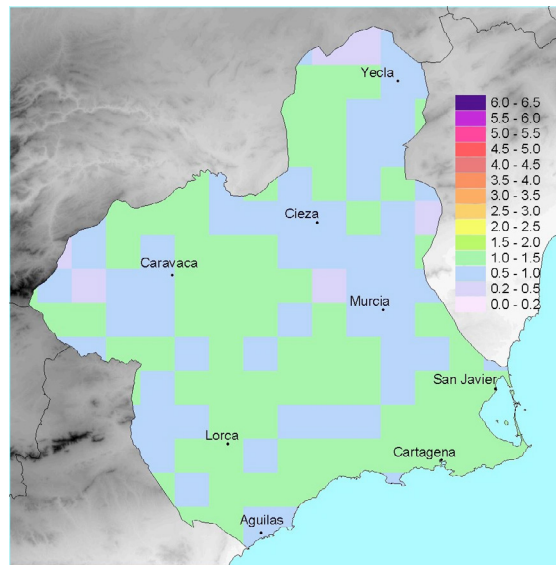 Yecla
6.0 - 6.5
5.5 - 6.0
5.0 - 5.5
4.5 - 5.0
4.0 - 4.5
3.5 - 4.0
3.0 - 3.5
2.5 - 3.0
2.0 - 2.5
1.5 - 2.0
1.0 - 1.5
0.5 - 1.0
0.2 - 0.5
0.0 - 0.2
Cieza
Caravaca
Murcia
San Javier
Lorca
Cartagena
Aguilas